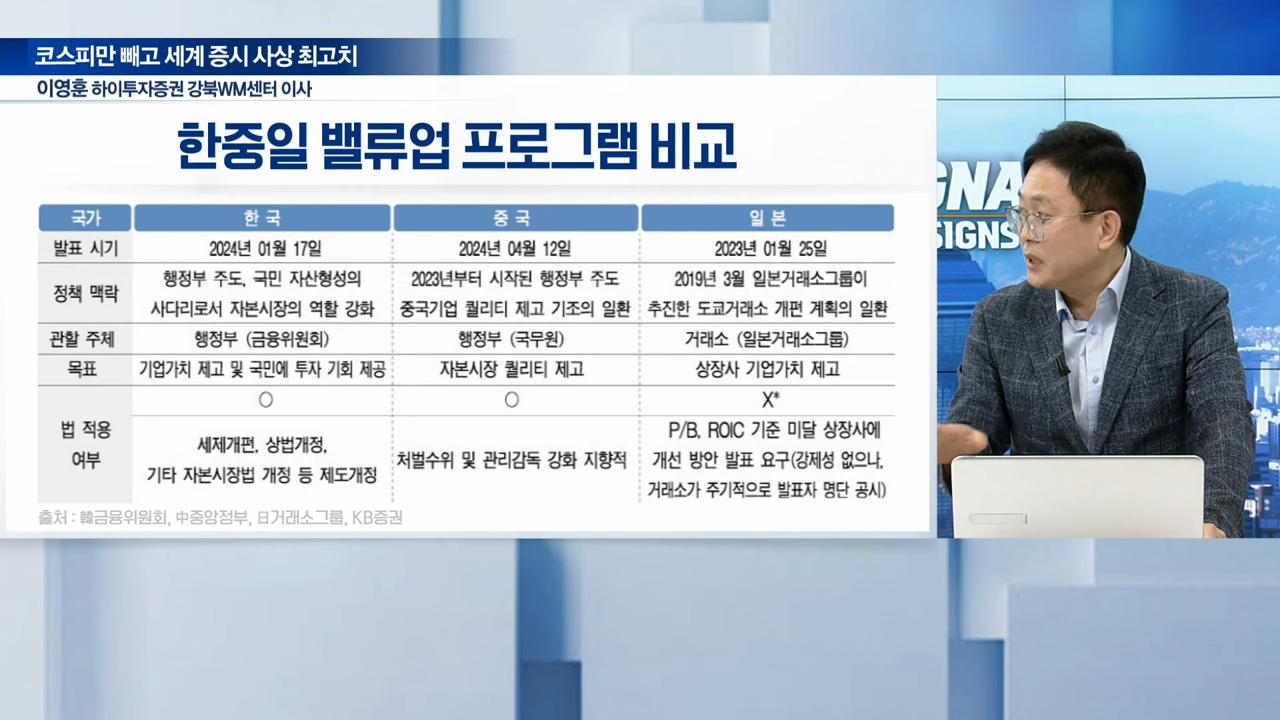 코스피만 빼고 세계 증시 사상 최고치
이영훈 하이투자증권 강북WM센터 이사
한중일 밸류업 프로그램 비교
국가 한국 중국 일본
발표 시기 2024년 01월 17일 2024년 04월 12일 2023년 01월 25일
정책 맥락 행정부 주도, 국민 자산형성의 2023년부터 시작된 행정부 주도 2019년 3월 일본거래소그룹이
사다리로서 자본시장의 역할 강화 중국기업 퀄리티 제고 기조의 일환 추진한 도쿄거래소 개편 계획의 일환
관할 주체 행정부 (금융위원회) 행정부 (국무원) 거래소 (일본거래소그룹)
목표 기업가치 제고 및 국민에 투자 기회 제공 자본시장 퀄리티 제고 상장사 기업가치 제고
법 적용 여부 ○ ○ X*
세제개편, 상법개정, 처벌수위 및 관리감독 강화 지향적 P/B, ROIC 기준 미달 상장사에
기타 자본시장법 개정 등 제도개정 개선 방안 발표 요구(강제성 없으나,
거래소가 주기적으로 발표자 명단 공시)
출처 : 韓금융위원회, 中중앙정부, 日거래소그룹, KB증권
GNA
SIGNS